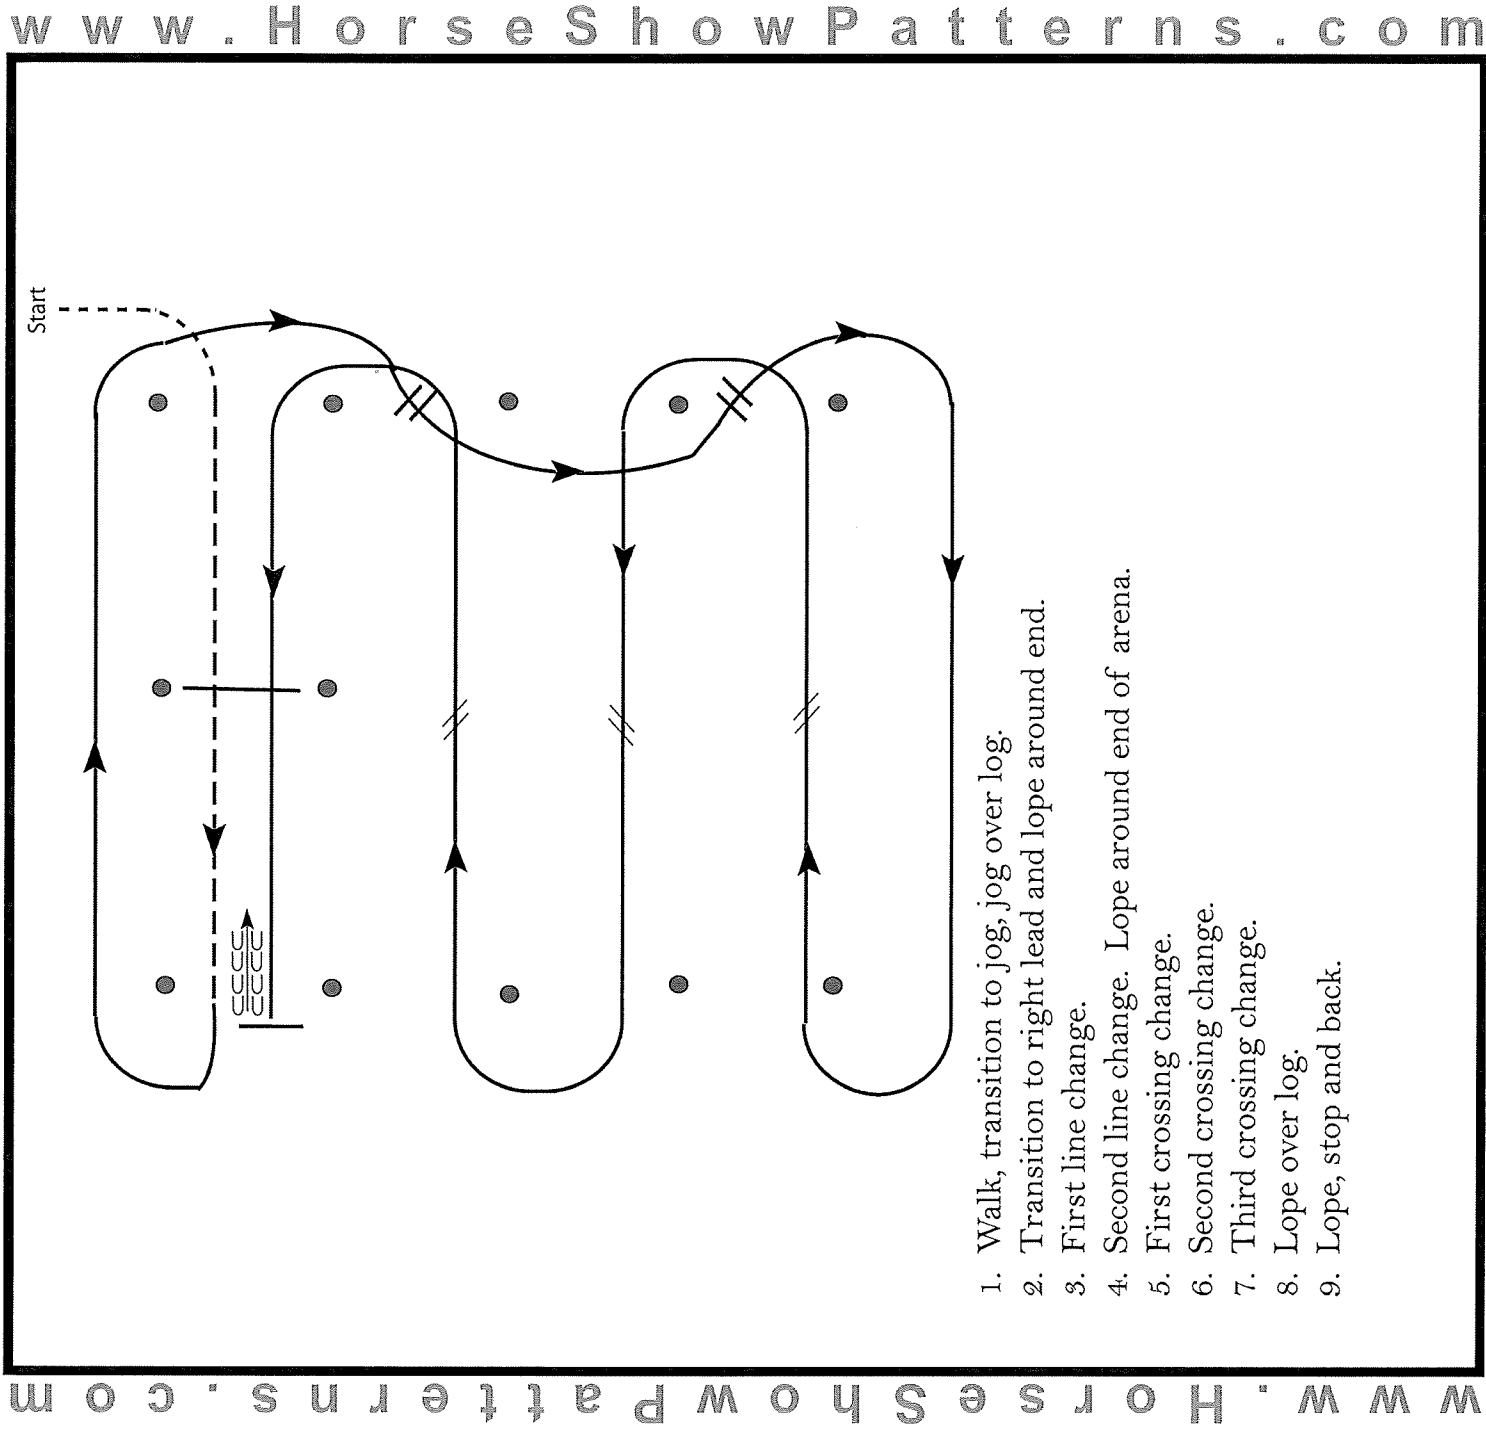 www.HorseShowPatterns.com
Start
1. Walk, transition to jog, jog over log.
2. Transition to right lead and lope around end.
3. First line change.
4. Second line change. Lope around end of arena.
5. First crossing change.
6. Second crossing change.
7. Third crossing change.
8. Lope over log.
9. Lope, stop and back.
www.HorseShowPatterns.com